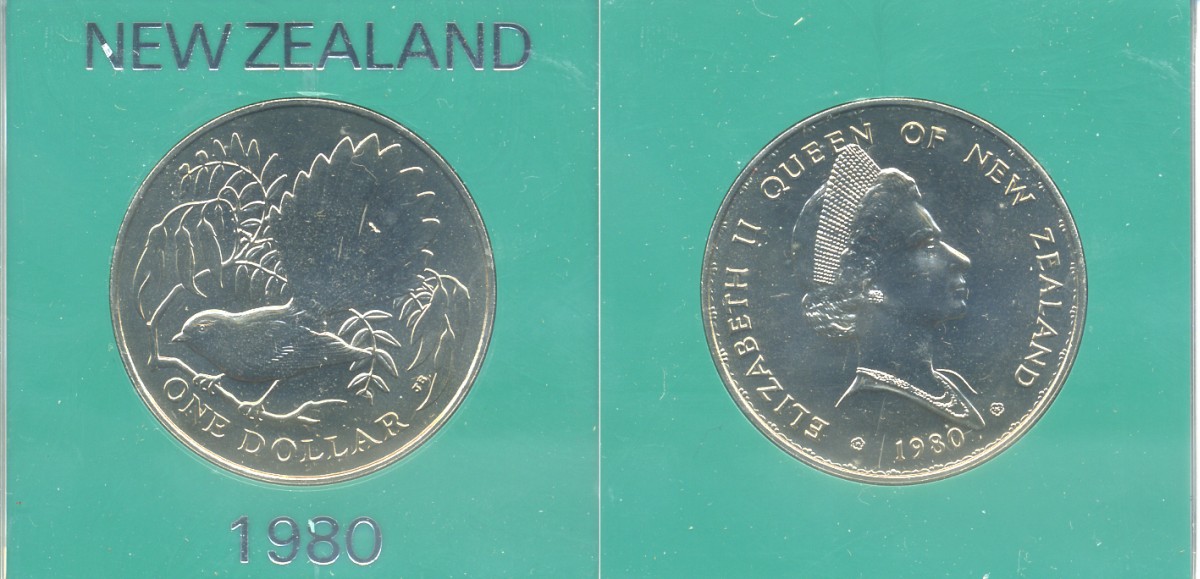 NEW ZEALAND
ONE DOLLAR
1980
ELIZABETH II QUEEN OF NEW ZEALAND
1980